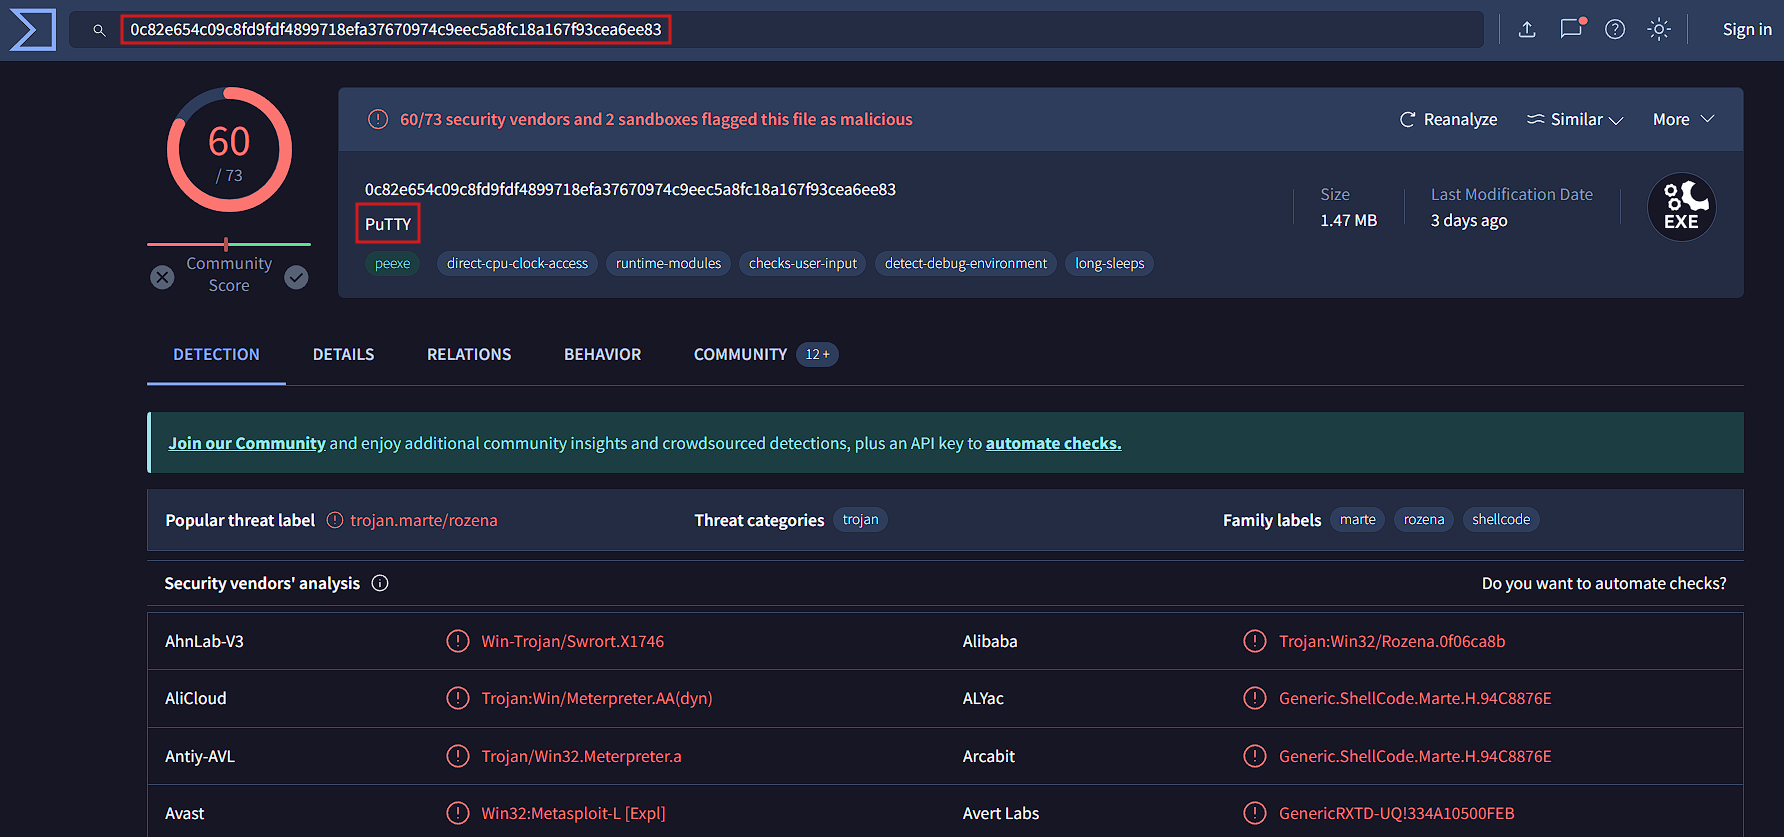 0c82e654c09c8fd9fdf4899718efa37670974c9eec5a8fc18a167f93cea6ee83
Sign in
60
/ 73
Community
Score
60/73 security vendors and 2 sandboxes flagged this file as malicious
Reanalyze
Similar
More
0c82e654c09c8fd9fdf4899718efa37670974c9eec5a8fc18a167f93cea6ee83
PuTTY
peexe direct-cpu-clock-access runtime-modules checks-user-input detect-debug-environment long-sleeps
Size
1.47 MB
Last Modification Date
3 days ago
EXE
DETECTION DETAILS RELATIONS BEHAVIOR COMMUNITY 12+
Join our Community and enjoy additional community insights and crowdsourced detections, plus an API key to automate checks.
Popular threat label trojan.marte/rozena Threat categories trojan Family labels marte rozena shellcode
Security vendors' analysis Do you want to automate checks?
AhnLab-V3 Win-Trojan/Swrort.X1746 Alibaba Trojan:Win32/Rozena.0f06ca8b
AliCloud Trojan:Win/Meterpreter.AA(dyn) ALYac Generic.ShellCode.Marte.H.94C8876E
Antiy-AVL Trojan/Win32.Meterpreter.a Arcabit Generic.ShellCode.Marte.H.94C8876E
Avast Win32:Metasploit-L [Expl] Avert Labs GenericRXTD-UQ!334A10500FEB